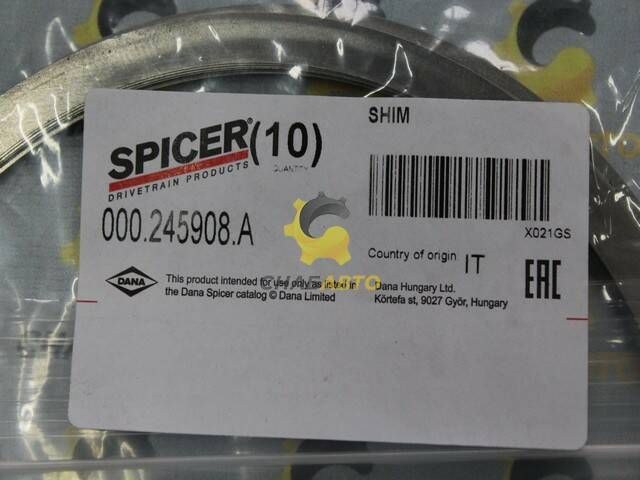 SPICER®
DRIVETRAIN PRODUCTS
(10)
QUANTITY
SHIM
000.245908.A
X021GS
Country of origin IT
EAC
DANA
This product intended for use only as listed in
the Dana Spicer catalog © Dana Limited
Dana Hungary Ltd.
Körtefa st, 9027 Győr, Hungary
СНАБАВТО